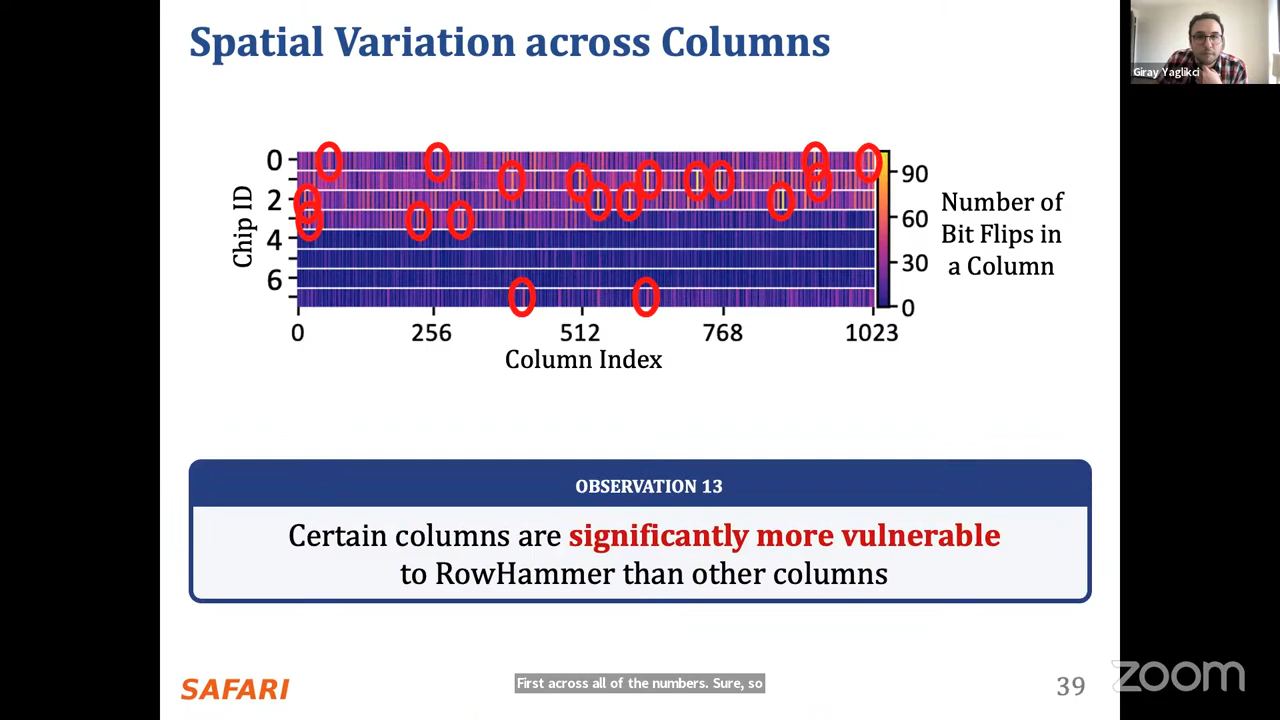 Spatial Variation across Columns
Giray Yaglikci
Chip ID
0
2
4
6
0
256
512
768
1023
Column Index
90
60
30
0
Number of
Bit Flips in
a Column
OBSERVATION 13
Certain columns are significantly more vulnerable
to RowHammer than other columns
SAFARI
First across all of the numbers. Sure, so
39
zoom